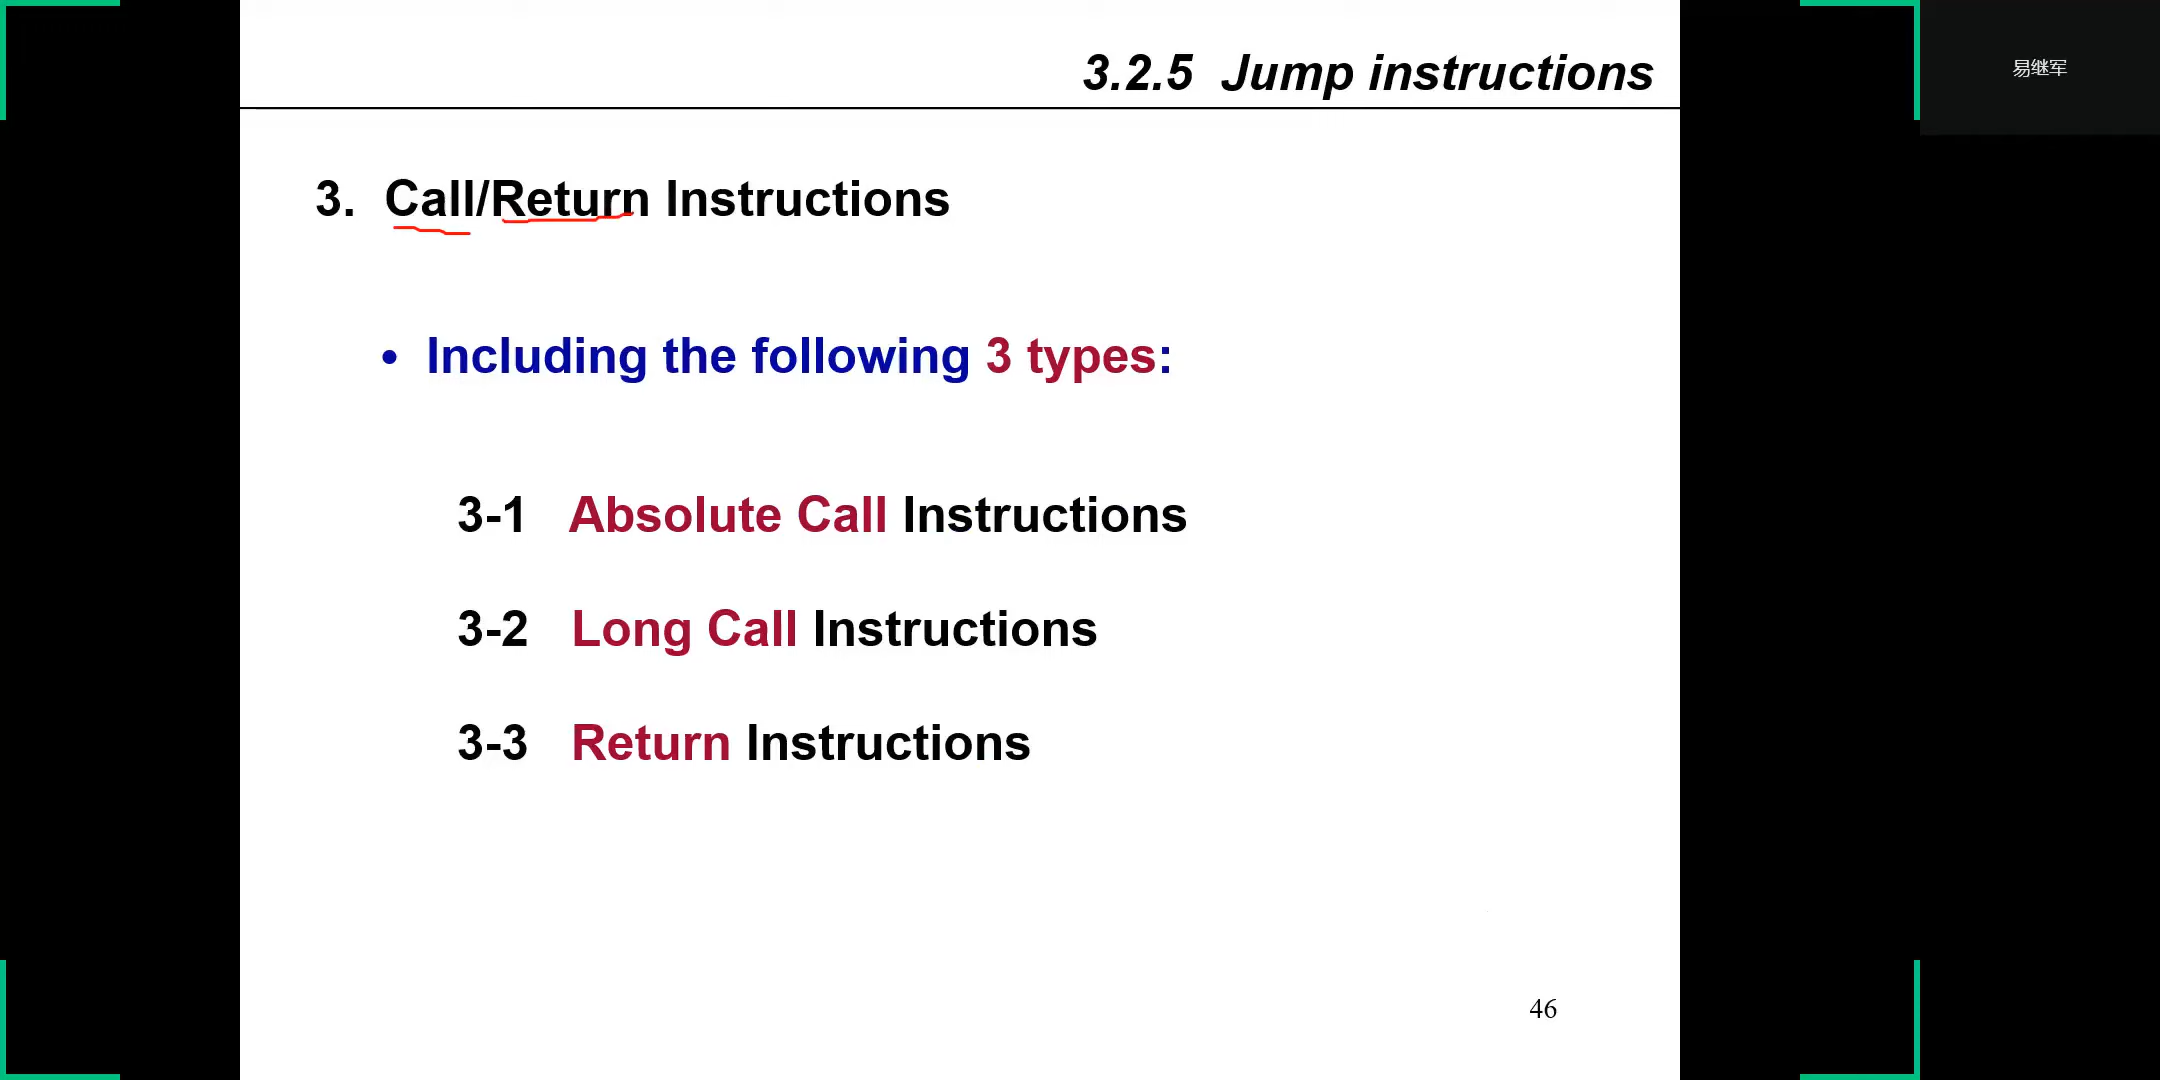 3.2.5 Jump instructions
易继军
3. Call/Return Instructions
• Including the following 3 types:
3-1 Absolute Call Instructions
3-2 Long Call Instructions
3-3 Return Instructions
46